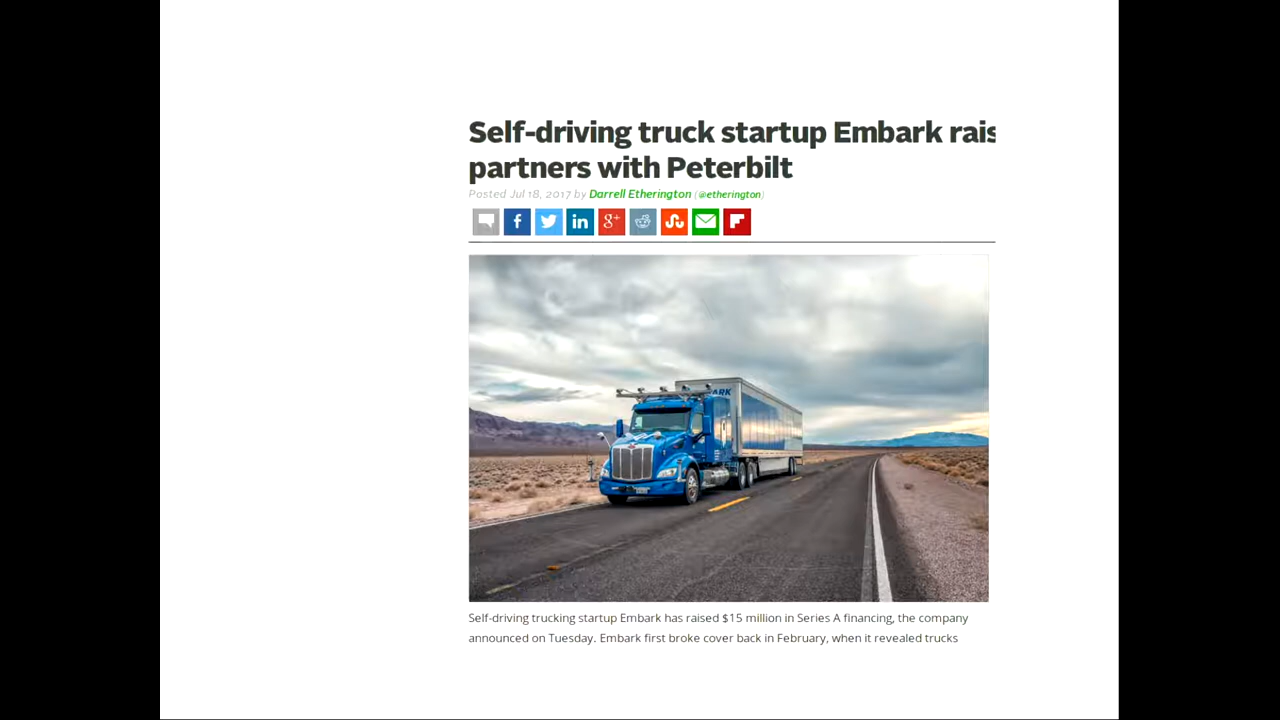 Self-driving truck startup Embark rais
partners with Peterbilt
Posted Jul 18, 2017 by Darrell Etherington (@etherington)
f in g+
ARK
Self-driving trucking startup Embark has raised $15 million in Series A financing, the company
announced on Tuesday. Embark first broke cover back in February, when it revealed trucks